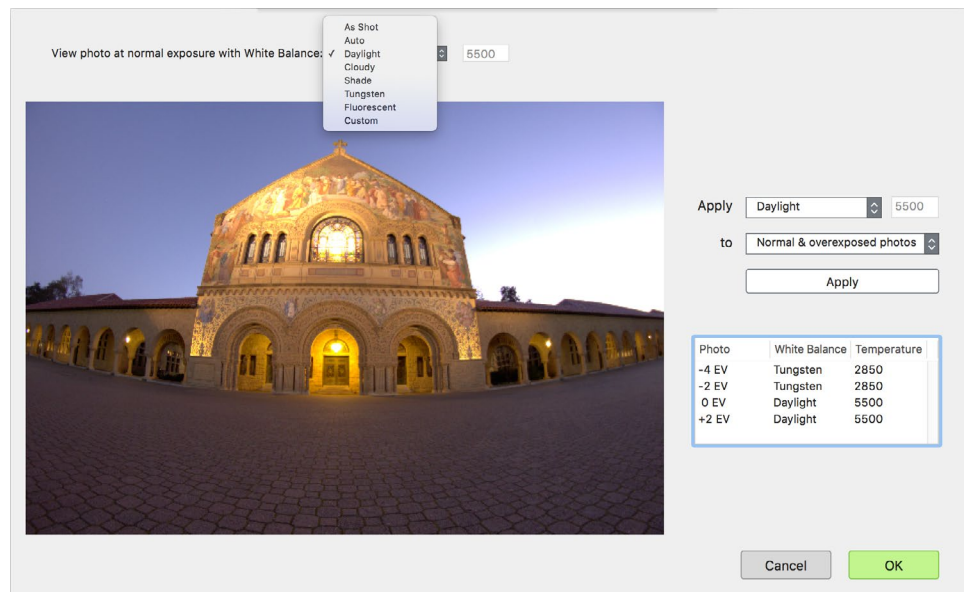 As Shot
Auto
View photo at normal exposure with White Balance: ✓ Daylight 5500
Cloudy
Shade
Tungsten
Fluorescent
Custom
Apply Daylight 5500
to Normal & overexposed photos
Apply
Photo White Balance Temperature
-4 EV Tungsten 2850
-2 EV Tungsten 2850
0 EV Daylight 5500
+2 EV Daylight 5500
Cancel OK